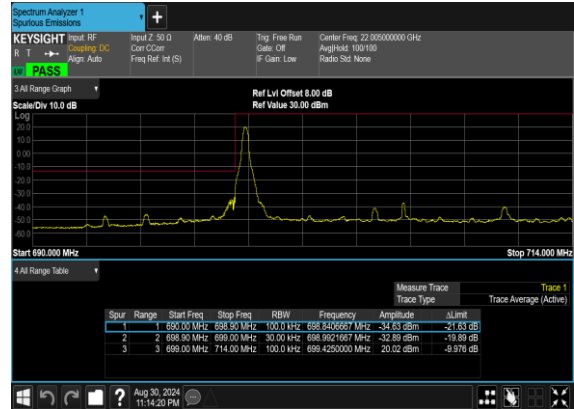 Spectrum Analyzer 1
Spurious Emissions
KEYSIGHT Input: RF Input Z: 50 Ω Atten: 40 dB Trig: Free Run Center Freq: 22.005000000 GHz
R T Coupling: DC Corr CCorr Gate: Off Avg|Hold: 100/100
Align: Auto Freq Ref: Int (S) IF Gain: Low Radio Std: None
LM PASS
3 All Range Graph
Ref Lvl Offset 8.00 dB
Scale/Div 10.0 dB Ref Value 30.00 dBm
Log
20.0
10.0
0.00
-10.0
-20.0
-30.0
-40.0
-50.0
-60.0
Start 690.000 MHz Stop 714.000 MHz
4 All Range Table
Measure Trace Trace 1
Trace Type Trace Average (Active)
Spur Range Start Freq Stop Freq RBW Frequency Amplitude ΔLimit
1 1 690.00 MHz 698.90 MHz 100.0 kHz 698.8406667 MHz -34.63 dBm -21.63 dB
2 2 698.90 MHz 699.00 MHz 30.00 kHz 698.9921667 MHz -32.89 dBm -19.89 dB
3 3 699.00 MHz 714.00 MHz 100.0 kHz 699.4250000 MHz 20.02 dBm -9.976 dB
? Aug 30, 2024
11:14:20 PM